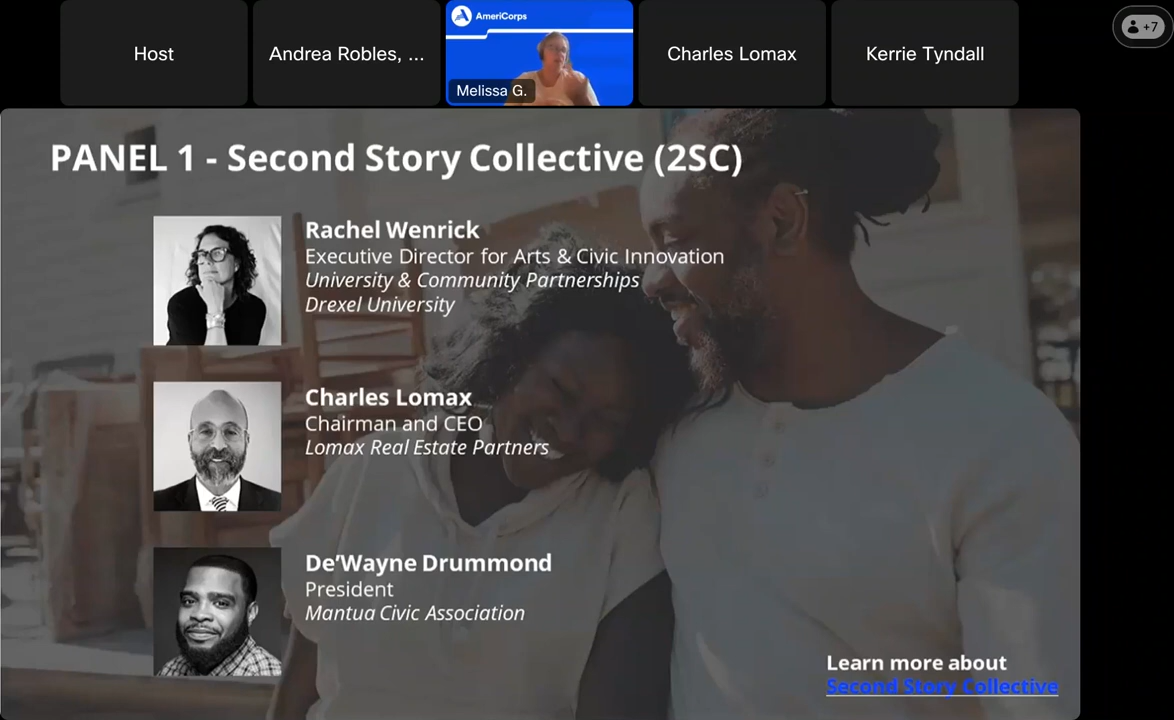 AmeriCorps
Host
Andrea Robles, ...
Melissa G.
Charles Lomax
Kerrie Tyndall
+7
PANEL 1 - Second Story Collective (2SC)
Rachel Wenrick
Executive Director for Arts & Civic Innovation
University & Community Partnerships
Drexel University
Charles Lomax
Chairman and CEO
Lomax Real Estate Partners
De’Wayne Drummond
President
Mantua Civic Association
Learn more about
Second Story Collective